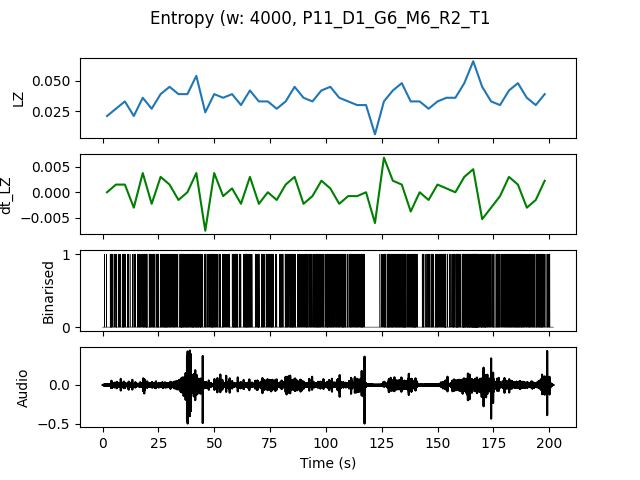 Entropy (w: 4000, P11_D1_G6_M6_R2_T1
LZ
0.050
0.025
dt_LZ
0.005
0.000
−0.005
Binarised
1
0
Audio
0.0
−0.5
0 25 50 75 100 125 150 175 200
Time (s)